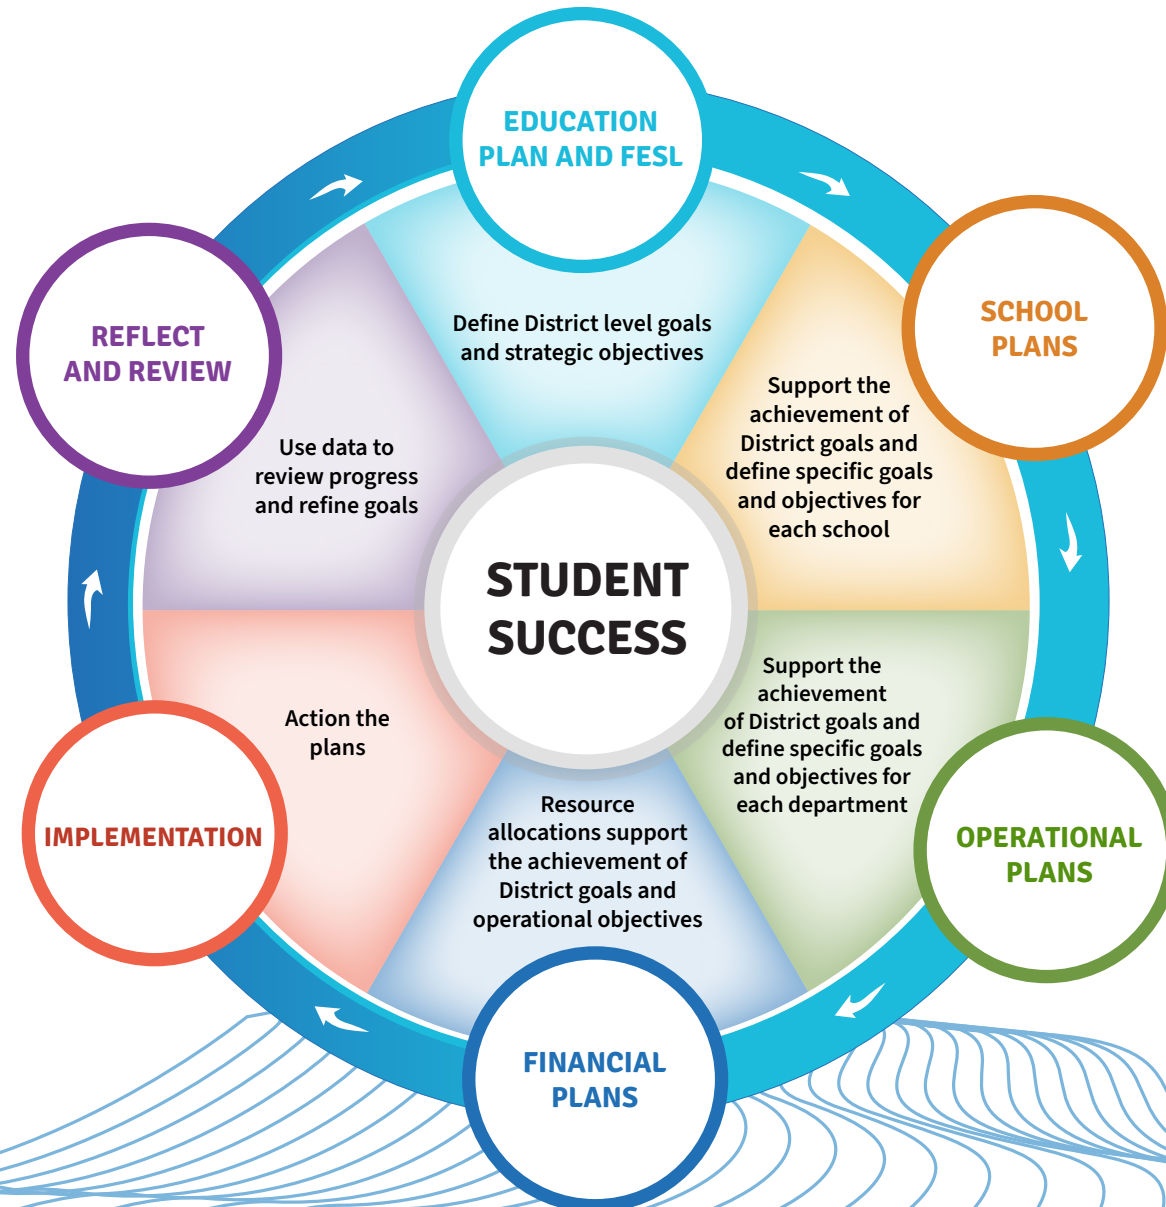 EDUCATION
PLAN AND FESL
Define District level goals
and strategic objectives
SCHOOL
PLANS
Support the
achievement of
District goals and
define specific goals
and objectives for
each school
OPERATIONAL
PLANS
Support the
achievement
of District goals and
define specific goals
and objectives for
each department
FINANCIAL
PLANS
Resource
allocations support
the achievement of
District goals and
operational objectives
IMPLEMENTATION
Action the
plans
REFLECT
AND REVIEW
Use data to
review progress
and refine goals
STUDENT
SUCCESS